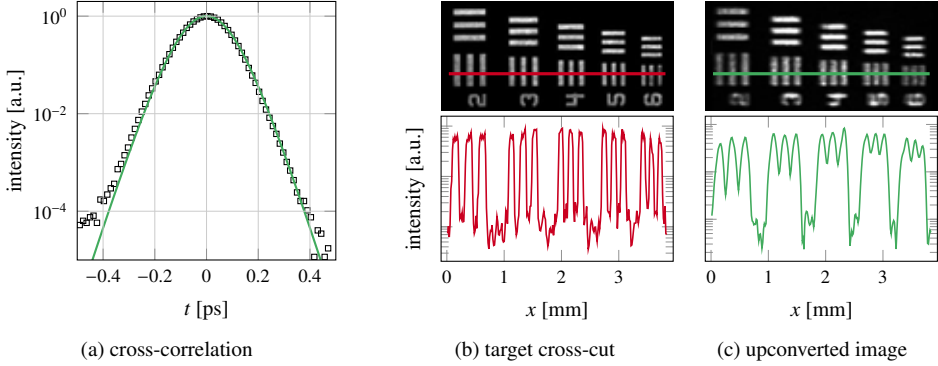 intensity [a.u.]
10⁰
10⁻²
10⁻⁴
−0.4 −0.2 0 0.2 0.4
t [ps]
(a) cross-correlation
2 3 4 5 6
intensity [a.u.]
0 1 2 3
x [mm]
(b) target cross-cut
0 1 2 3
x [mm]
(c) upconverted image